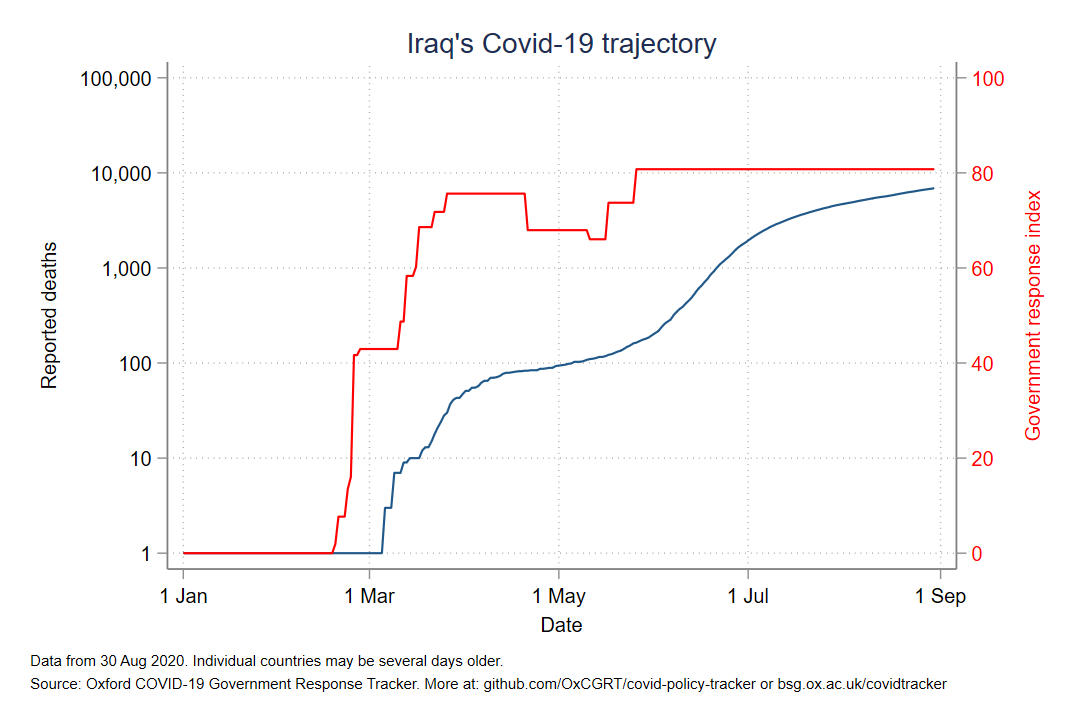 Iraq's Covid-19 trajectory
100,000
10,000
1,000
100
10
1
Reported deaths
100
80
60
40
20
0
Government response index
1 Jan
1 Mar
1 May
1 Jul
1 Sep
Date
Data from 30 Aug 2020. Individual countries may be several days older.
Source: Oxford COVID-19 Government Response Tracker. More at: github.com/OxCGRT/covid-policy-tracker or bsg.ox.ac.uk/covidtracker